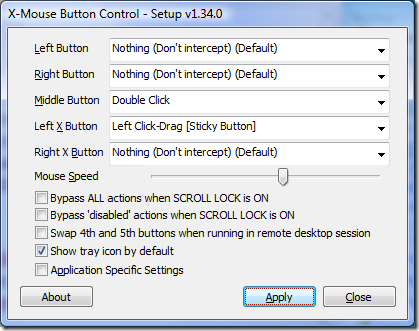 X-Mouse Button Control - Setup v1.34.0
Left Button Nothing (Don't intercept) (Default)
Right Button Nothing (Don't intercept) (Default)
Middle Button Double Click
Left X Button Left Click-Drag [Sticky Button]
Right X Button Nothing (Don't intercept) (Default)
Mouse Speed
Bypass ALL actions when SCROLL LOCK is ON
Bypass 'disabled' actions when SCROLL LOCK is ON
Swap 4th and 5th buttons when running in remote desktop session
Show tray icon by default
Application Specific Settings
About Apply Close